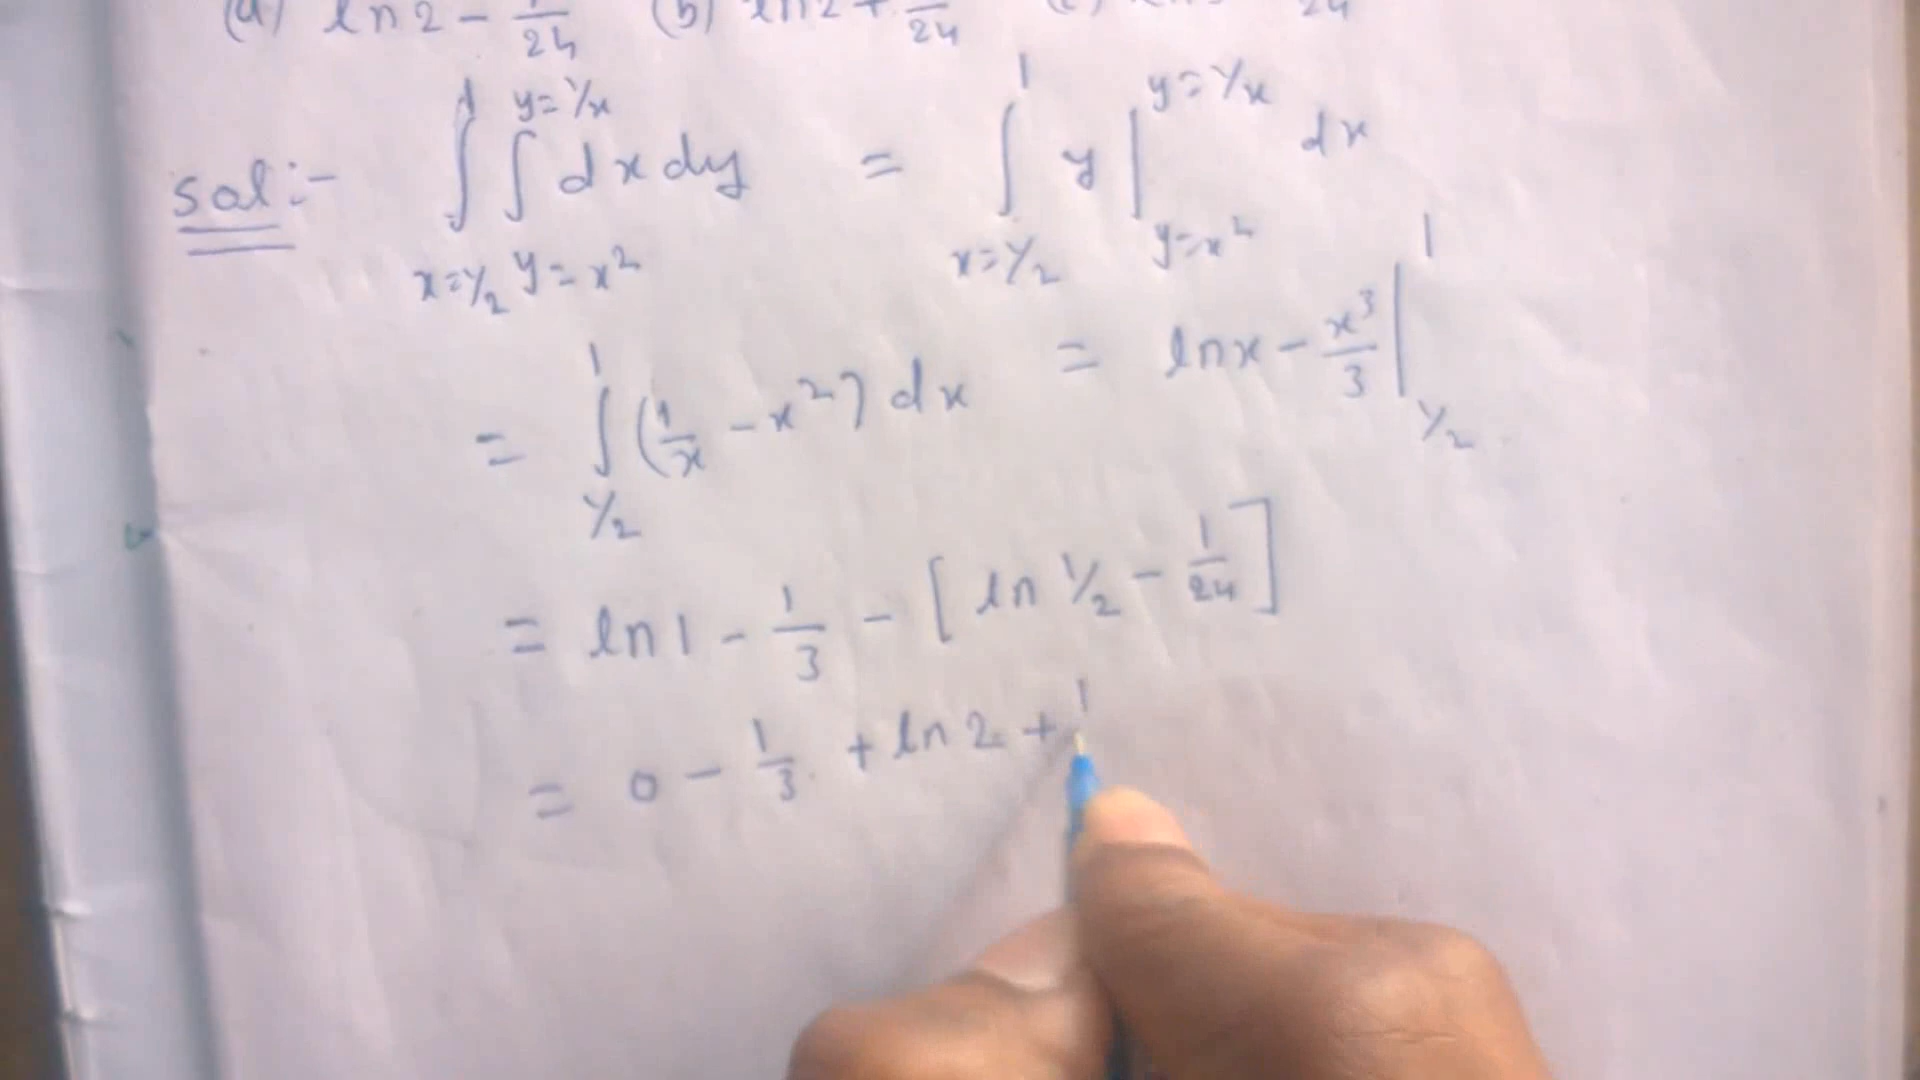 (a) ln 2 - 1/24 (b) ln 2 + /24 24
Sol:- ∫_{x=1/2}^{1} ∫_{y=x²}^{y=1/x} dx dy = ∫_{x=1/2}^{1} y |_{y=x²}^{y=1/x} dx
= ∫_{1/2}^{1} (1/x - x²) dx = ln x - x³/3 |_{1/2}^{1}
= ln 1 - 1/3 - [ln 1/2 - 1/24]
= 0 - 1/3 + ln 2 + 1